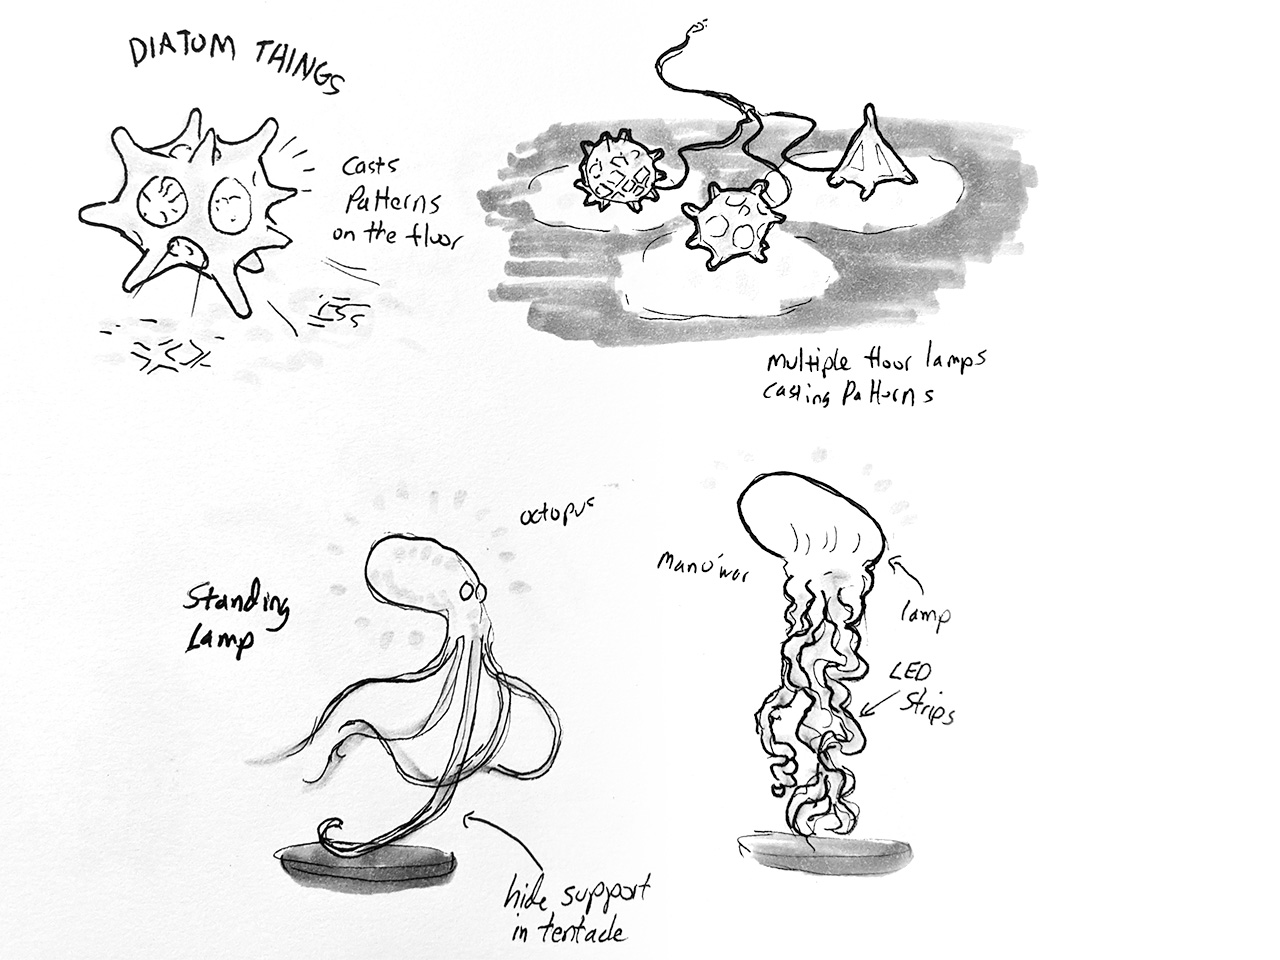 DIATOM THINGS
Casts
Patterns
on the floor
Multiple floor lamps
casting Patterns
octopus
Standing
Lamp
Mano'war
lamp
LED
Strips
hide support
in tentacle